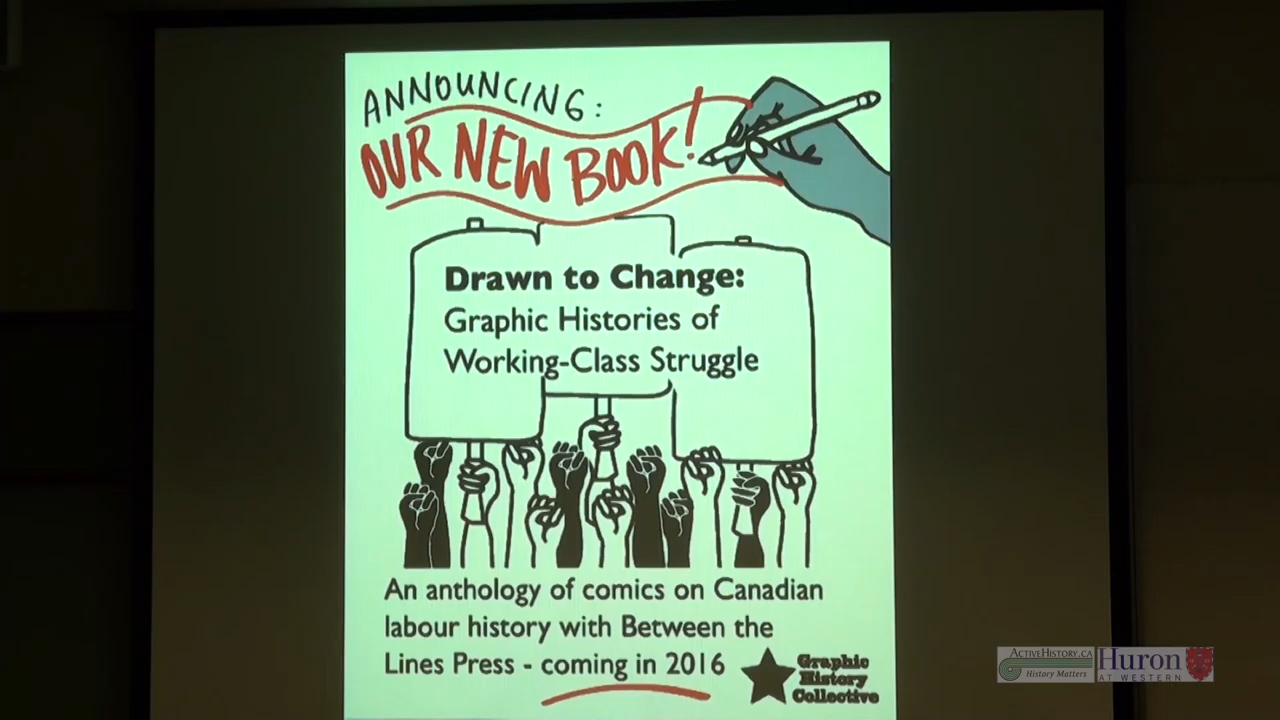 ANNOUNCING:
OUR NEW BOOK!
Drawn to Change:
Graphic Histories of
Working-Class Struggle
An anthology of comics on Canadian
labour history with Between the
Lines Press - coming in 2016
Graphic
History
Collective
ACTIVEHISTORY.CA
History Matters
Huron
AT WESTERN